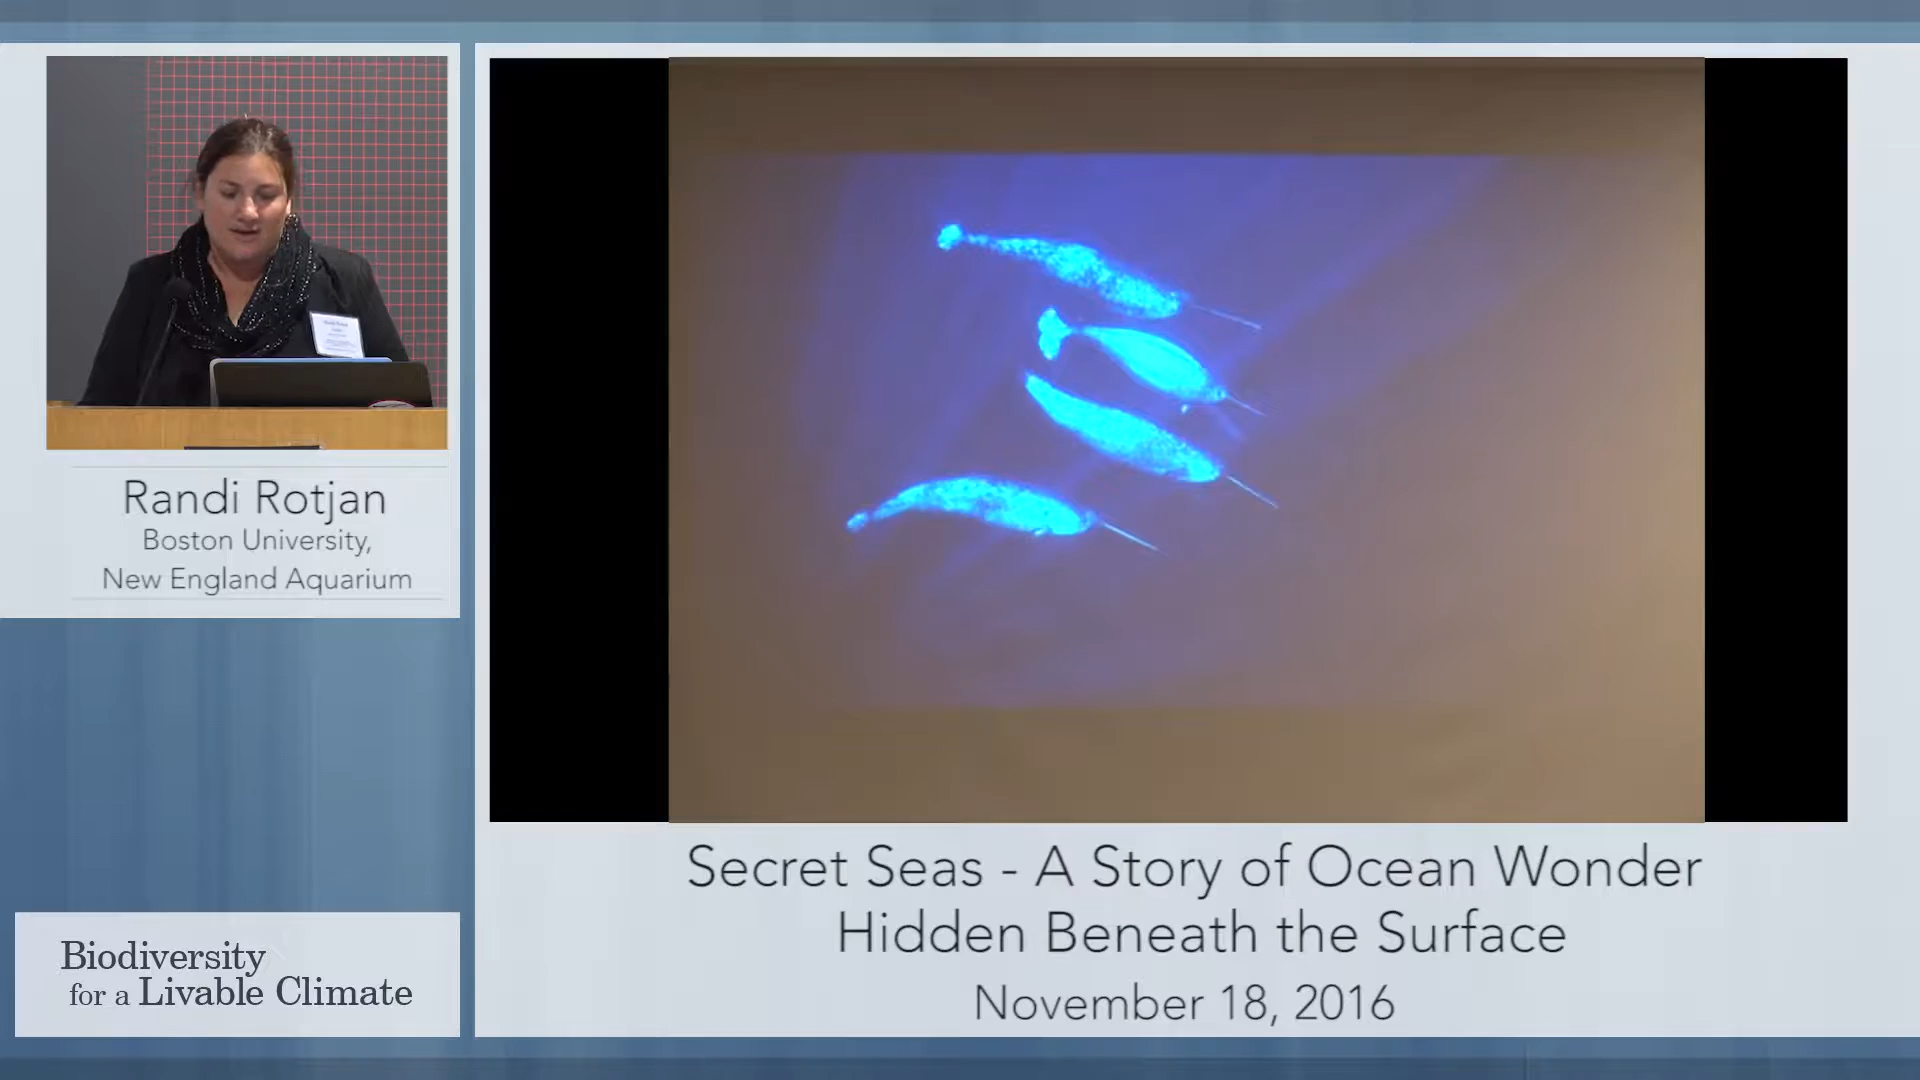 Randi Rotjan
Boston University,
New England Aquarium
Biodiversity
for a Livable Climate
Secret Seas - A Story of Ocean Wonder
Hidden Beneath the Surface
November 18, 2016